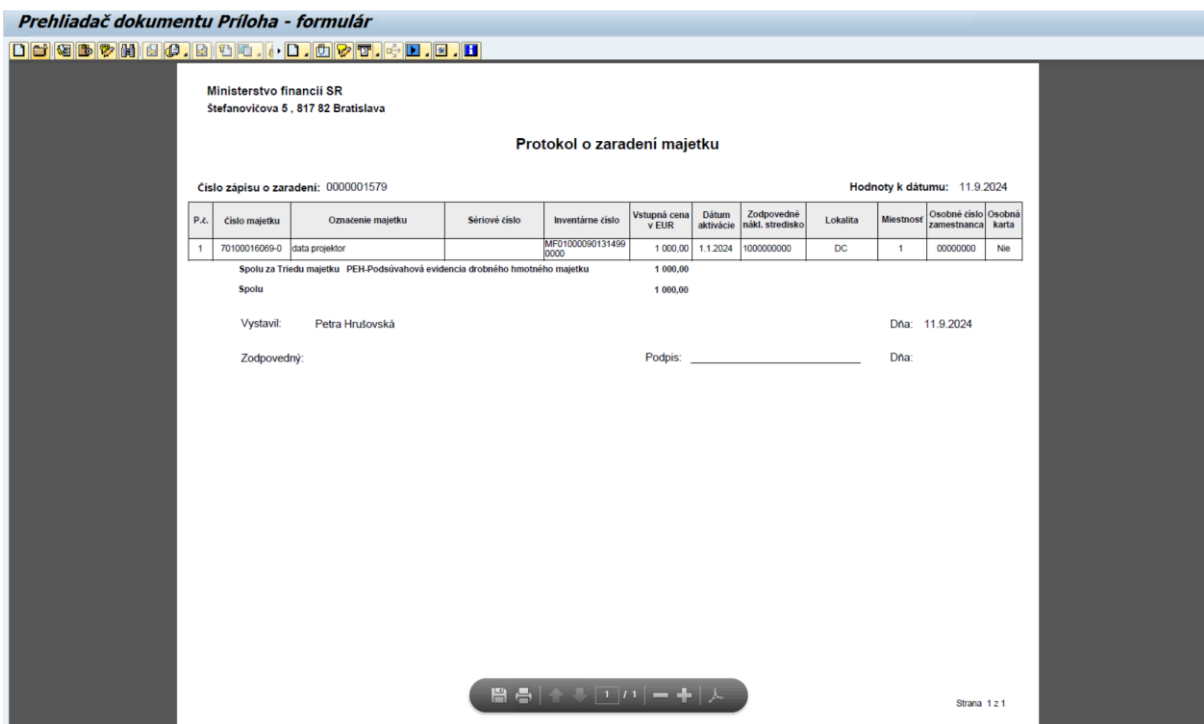 Prehliadač dokumentu Príloha - formulár
Ministerstvo financií SR
Štefanovičova 5 , 817 82 Bratislava
Protokol o zaradení majetku
Číslo zápisu o zaradení: 0000001579 Hodnoty k dátumu: 11.9.2024
P.č. Číslo majetku Označenie majetku Sériové číslo Inventárne číslo Vstupná cena v EUR Dátum aktivácie Zodpovedné nákl. stredisko Lokalita Miestnosť Osobné číslo zamestnanca Osobná karta
1 70100016069-0 data projektor MF01000090131499 0000 1 000,00 1.1.2024 1000000000 DC 1 00000000 Nie
Spolu za Triedu majetku PEH-Podsúvahová evidencia drobného hmotného majetku 1 000,00
Spolu 1 000,00
Vystavil: Petra Hrušovská Dňa: 11.9.2024
Zodpovedný: Podpis: Dňa:
1 / 1
Strana 1 z 1